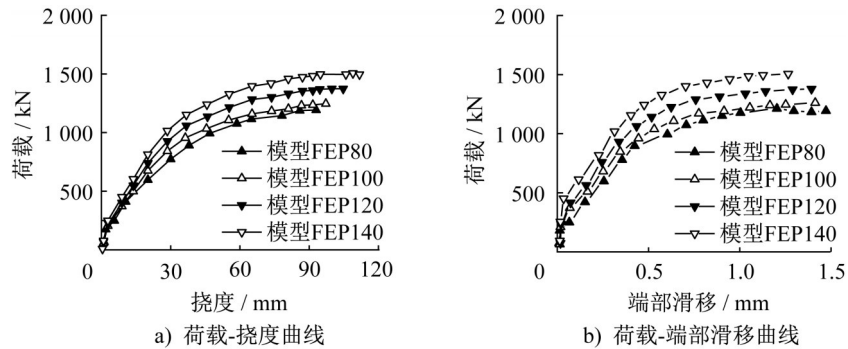 2 000
1 500
1 000
500
0
30
60
90
120
荷载 / kN
挠度 / mm
模型FEP80
模型FEP100
模型FEP120
模型FEP140
a) 荷载-挠度曲线
2 000
1 500
1 000
500
0
0.5
1.0
1.5
荷载 / kN
端部滑移 / mm
模型FEP80
模型FEP100
模型FEP120
模型FEP140
b) 荷载-端部滑移曲线